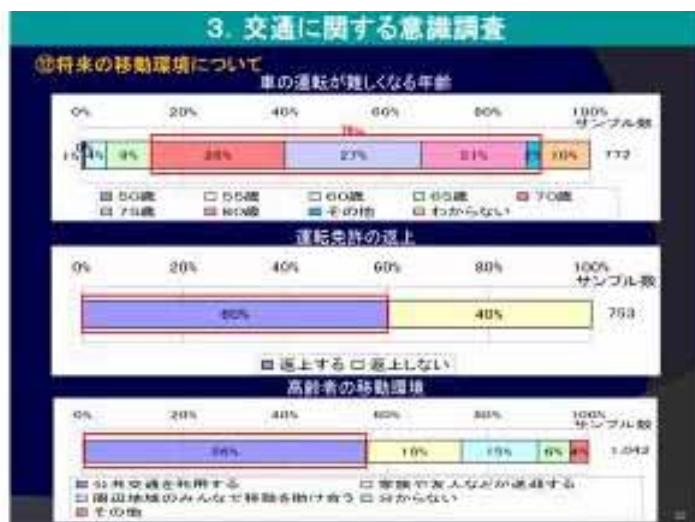 3. 交通に関する意識調査
⑫将来の移動環境について
車の運転が難しくなる年齢
0% 20% 40% 60% 80% 100%
サンプル数
4% 9% 27% 21% 10% 772
50歳 55歳 60歳 65歳 70歳
75歳 80歳 その他 わからない
運転免許の返上
0% 20% 40% 60% 80% 100%
サンプル数
60% 40% 753
返上する 返上しない
高齢者の移動環境
0% 20% 40% 60% 80% 100%
サンプル数
15% 6% 4% 1,042
公共交通を利用する 家族や友人などが送迎する
周辺地域のみんなで移動を助け合う 分からない
その他